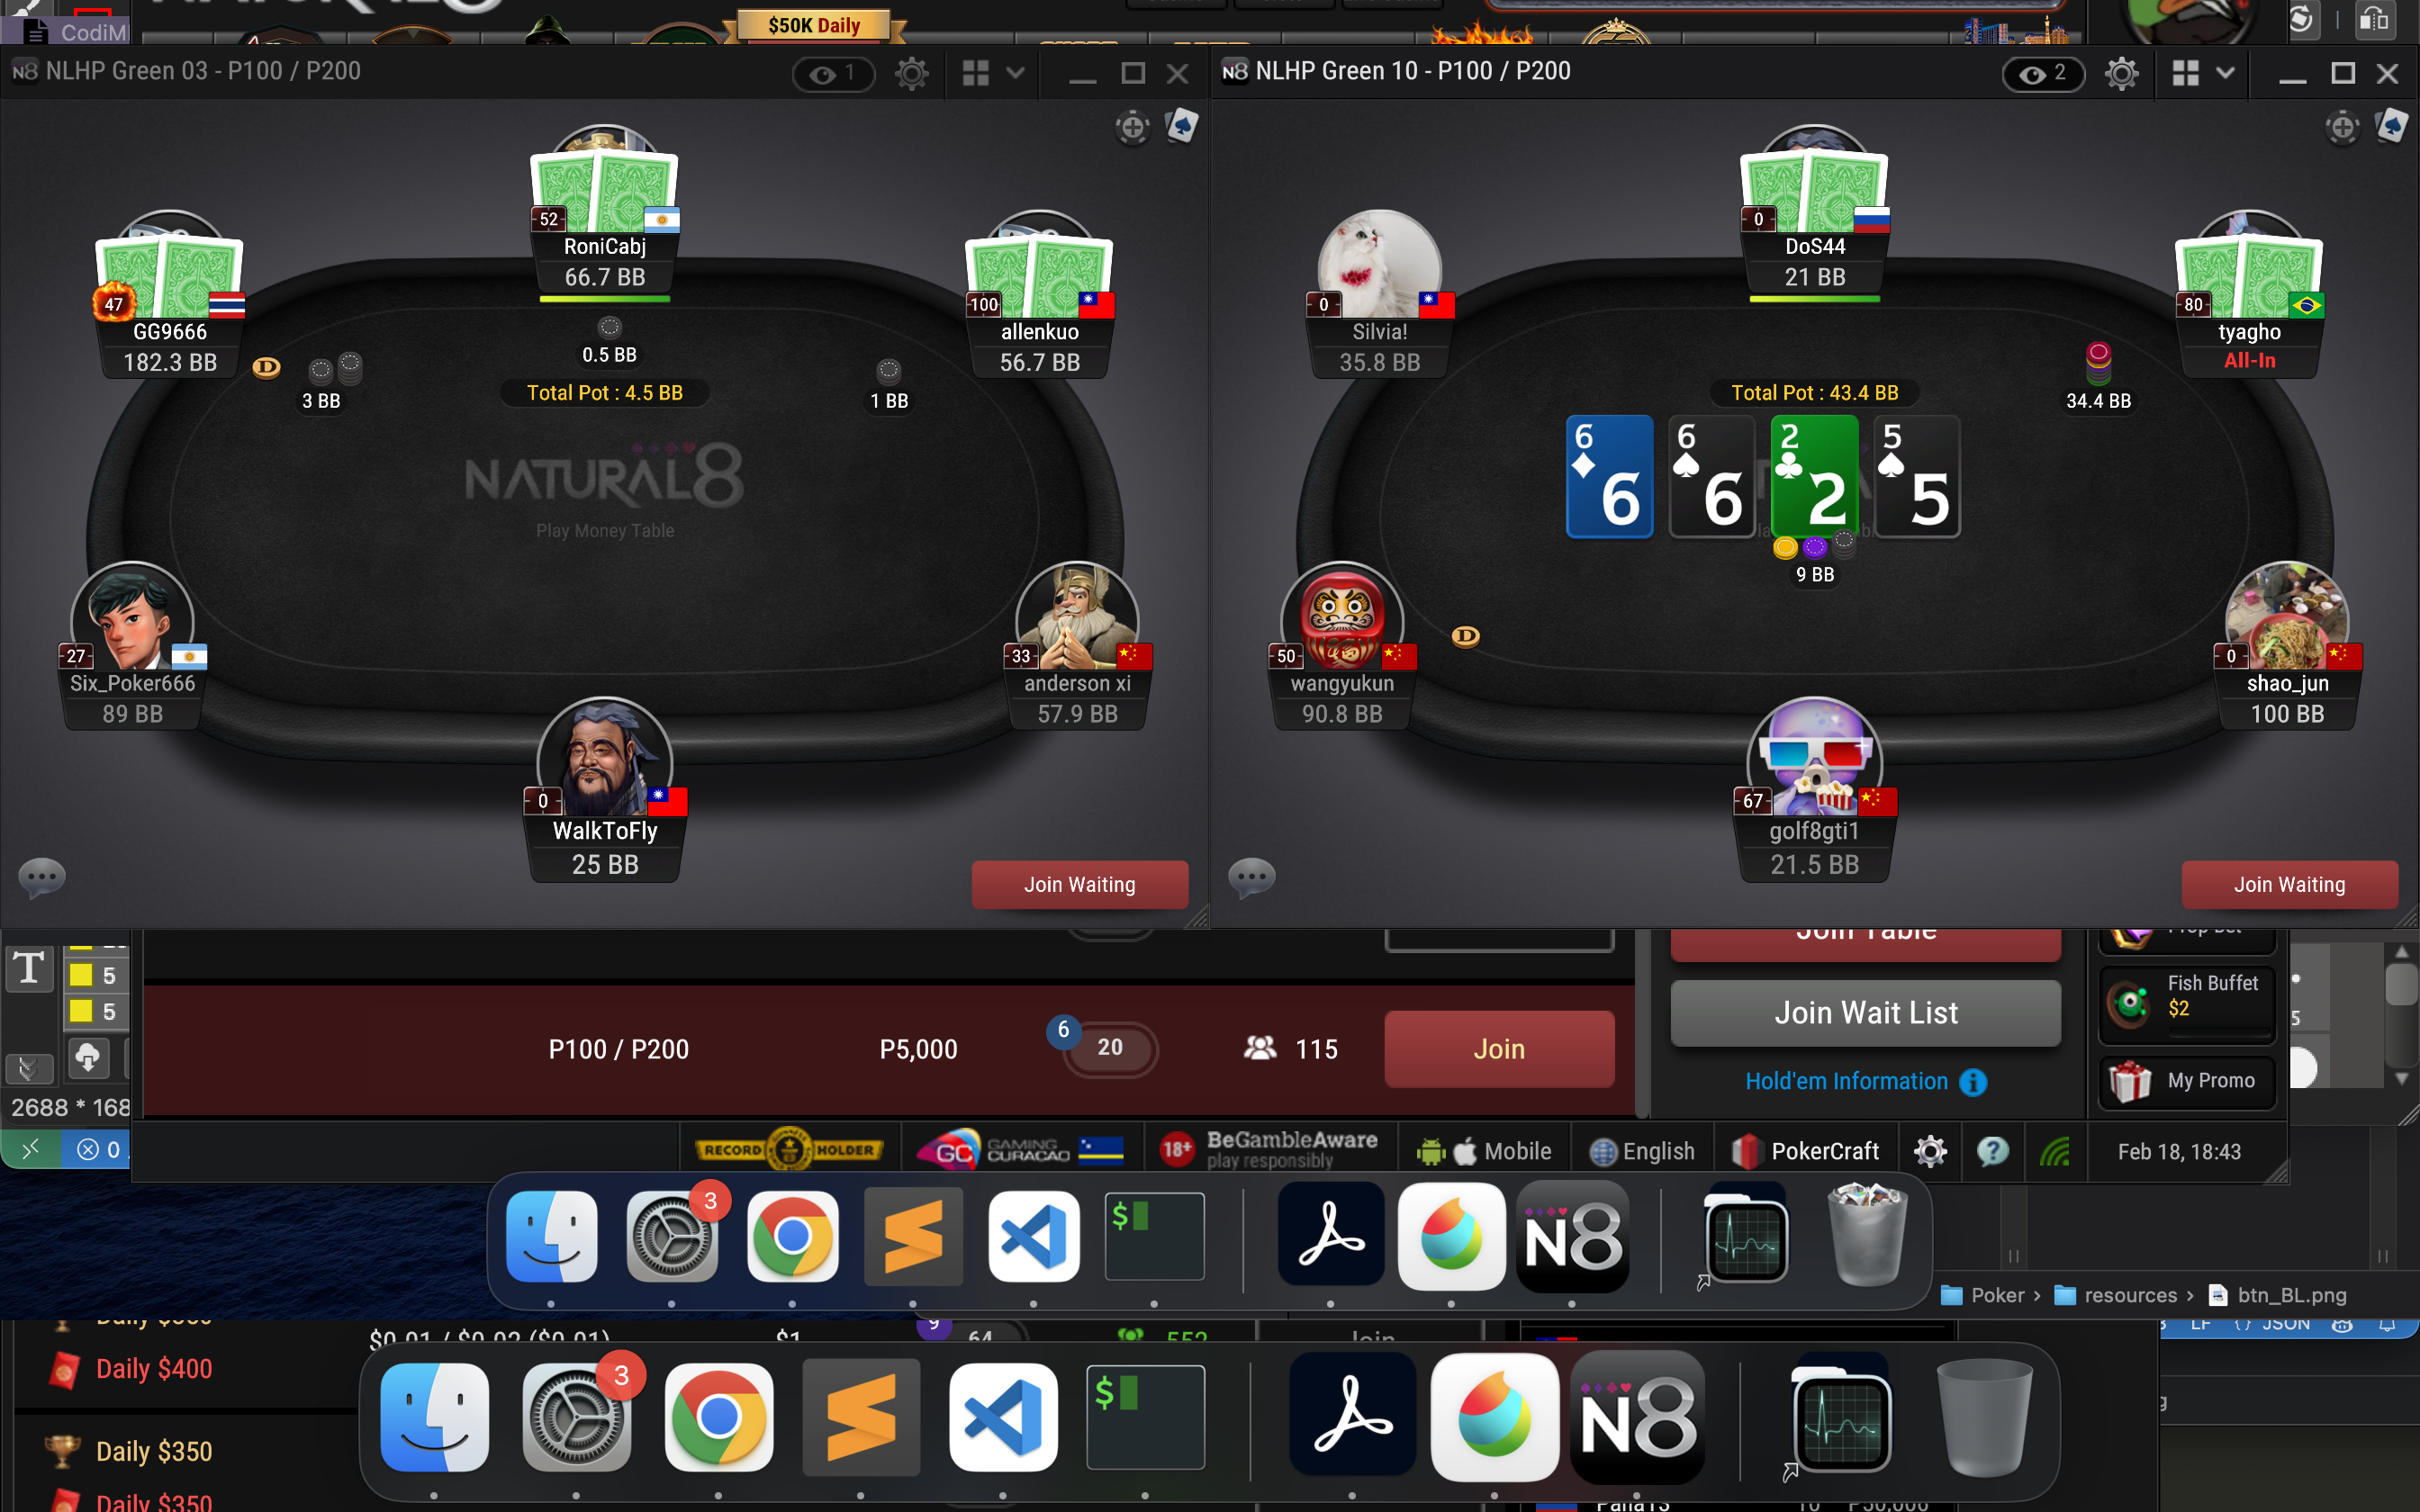 CodiM
NATURAL8
$50K Daily
N8 NLHP Green 03 - P100 / P200
1
52
RoniCabj
66.7 BB
47
GG9666
182.3 BB
100
allenkuo
56.7 BB
D
3 BB
0.5 BB
1 BB
Total Pot : 4.5 BB
NATURAL8
Play Money Table
27
Six_Poker666
89 BB
33
anderson xi
57.9 BB
0
WalkToFly
25 BB
Join Waiting
N8 NLHP Green 10 - P100 / P200
2
0
DoS44
21 BB
0
Silvia!
35.8 BB
80
tyagho
All-In
Total Pot : 43.4 BB
34.4 BB
6 6
6 6
2 2
5 5
9 BB
50
wangyukun
90.8 BB
D
0
shao_jun
100 BB
67
golf8gti1
21.5 BB
Join Waiting
T
5
5
2688 * 168
0
Join Table
P100 / P200
P5,000
6
20
115
Join
Join Wait List
Hold'em Information
Prop Bet
Fish Buffet
$2
My Promo
5
RECORD HOLDER
GC GAMING CURACAO
18+ BeGambleAware
play responsibly
Mobile
English
PokerCraft
?
Feb 18, 18:43
3
$
N8
Poker › resources › btn_BL.png
$0.01 / $0.02 ($0.01)
$1
9
64
552
Join
LF {} JSON
Daily $400
Daily $350
Daily $350
3
$
N8